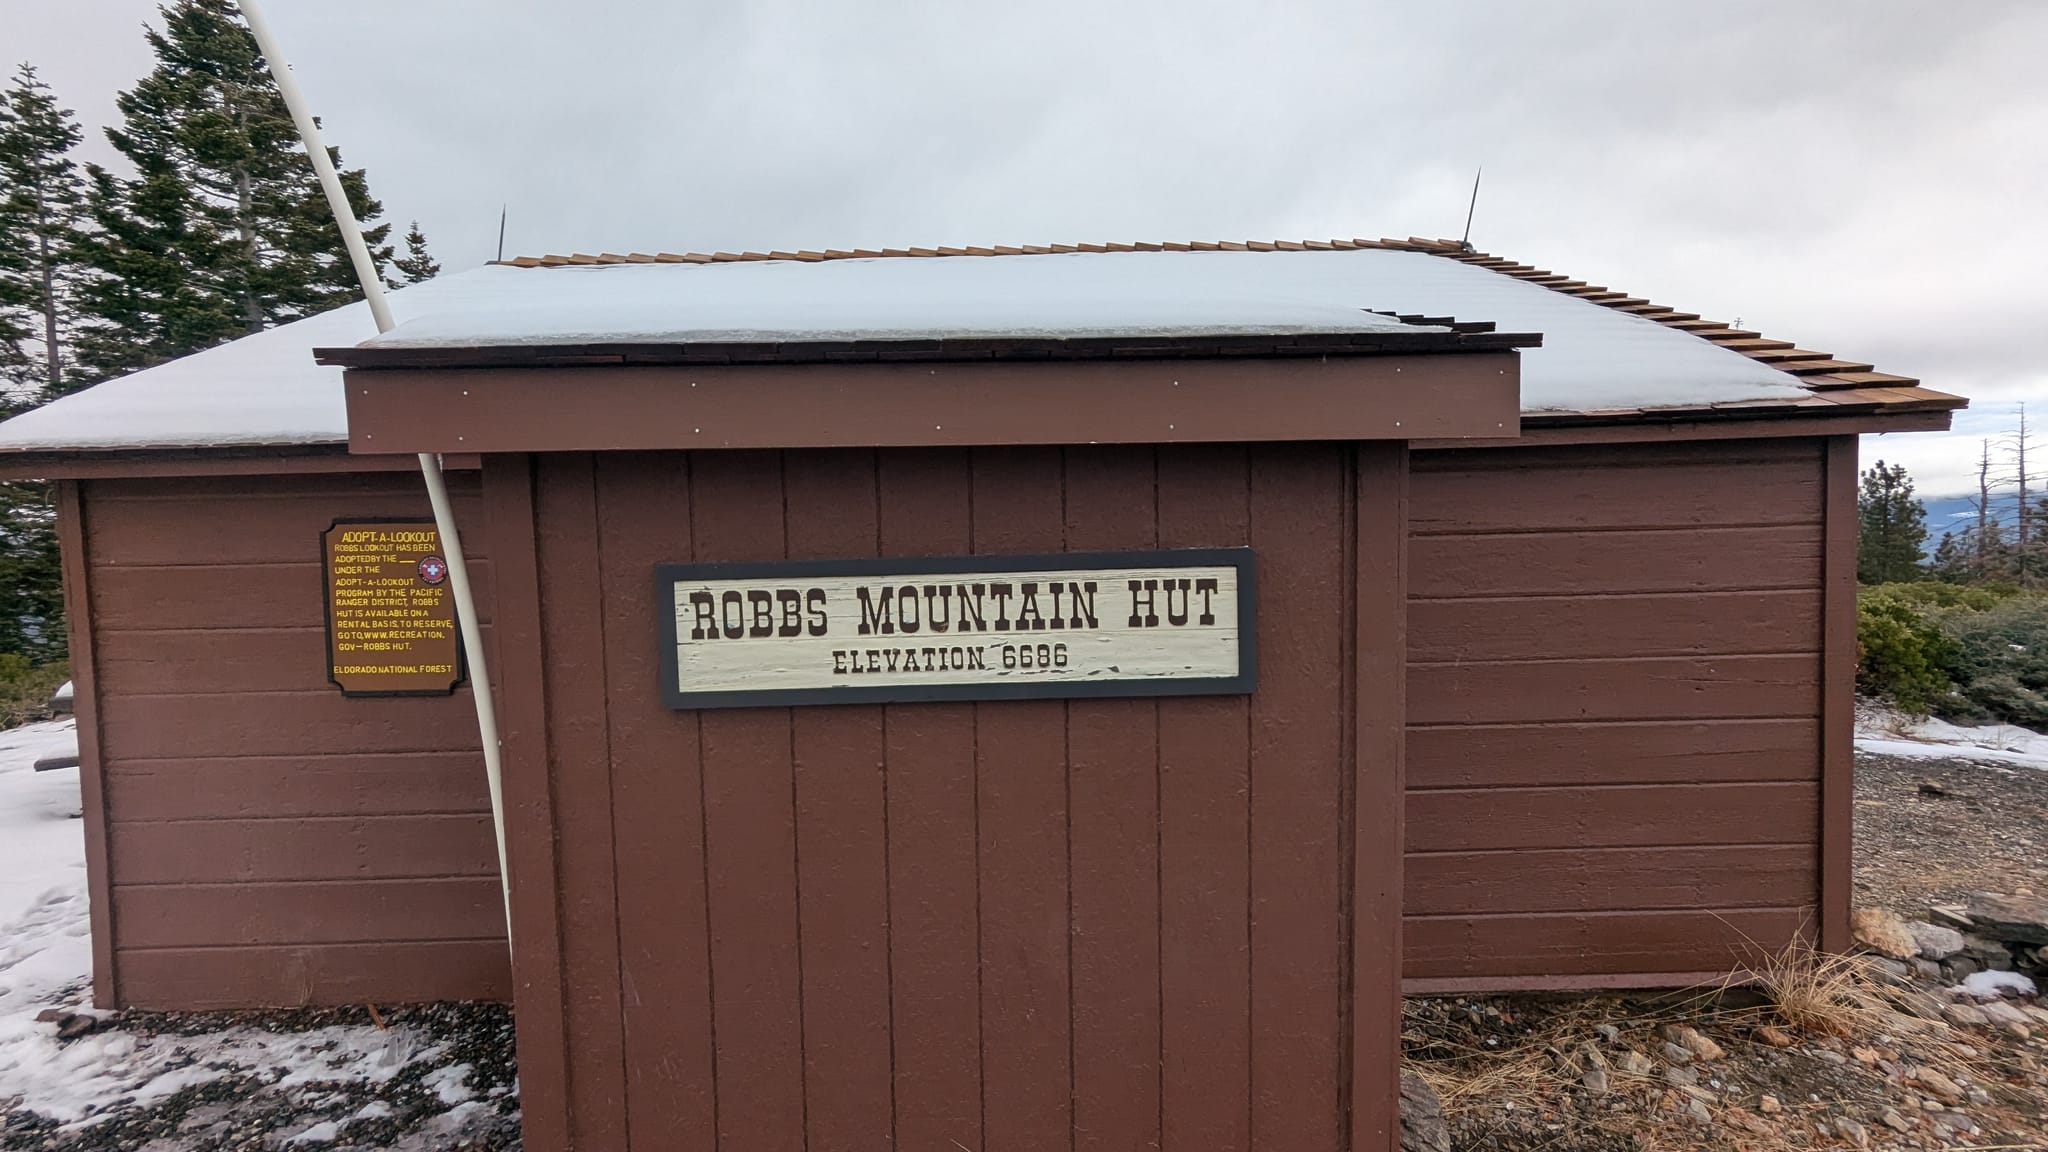 ADOPT-A-LOOKOUT
ROBBS LOOKOUT HAS BEEN
ADOPTED BY THE ___
UNDER THE
ADOPT-A-LOOKOUT
PROGRAM BY THE PACIFIC
RANGER DISTRICT, ROBBS
HUT IS AVAILABLE ON A
RENTAL BASIS, TO RESERVE,
GO TO, WWW.RECREATION.
GOV-ROBBS HUT.
ELDORADO NATIONAL FOREST
ROBBS MOUNTAIN HUT
ELEVATION 6686